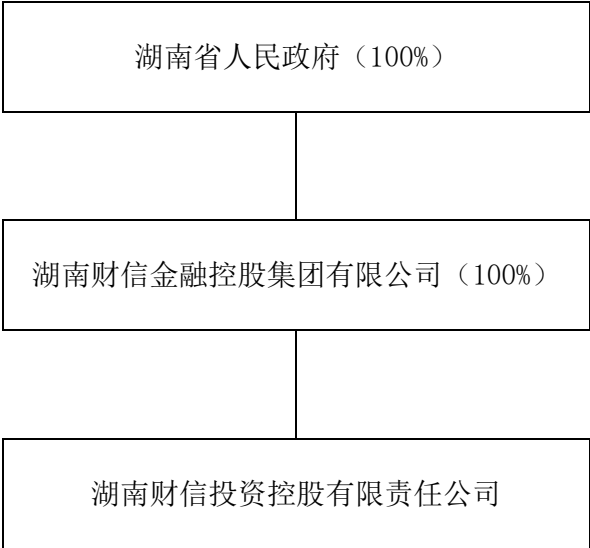 湖南省人民政府（100%）
湖南财信金融控股集团有限公司（100%）
湖南财信投资控股有限责任公司